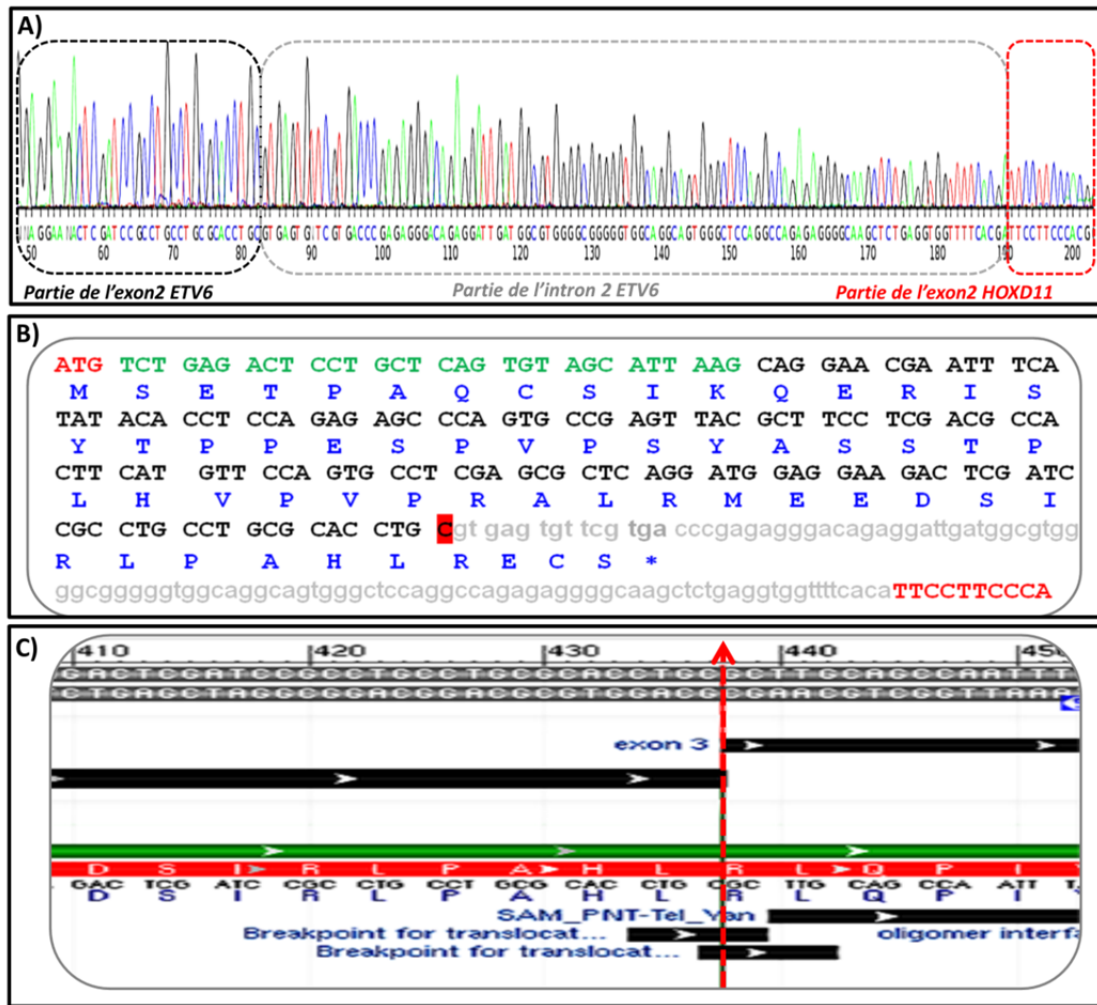 A)
NAGGAANACTCGATCCGCCTGCCTGCGCACCTGCGTGAGTGATCGTGACCCGAGAGGGACAGAGGATTGATGGCGTGGGGCGGGGGTGGCAGGCAGTGGGCTCCAGGCCAGAGAGGGGCAAGCTCTGAGGTGGTTTTCACGATTCCTTCCCACG
50 60 70 80 90 100 110 120 130 140 150 160 170 180 190 200
Partie de l'exon2 ETV6 Partie de l'intron 2 ETV6 Partie de l'exon2 HOXD11
B)
ATG TCT GAG ACT CCT GCT CAG TGT AGC ATT AAG CAG GAA CGA ATT TCA
M S E T P A Q C S I K Q E R I S
TAT ACA CCT CCA GAG AGC CCA GTG CCG AGT TAC GCT TCC TCG ACG CCA
Y T P P E S P V P S Y A S S T P
CTT CAT GTT CCA GTG CCT CGA GCG CTC AGG ATG GAG GAA GAC TCG ATC
L H V P V P R A L R M E E D S I
CGC CTG CCT GCG CAC CTG Cgt gag tgt tcg tga cccgagagggacagaggattgatggcgtgg
R L P A H L R E C S *
ggcgggggtggcaggcagtgggctccaggccagagaggggcaagctctgaggtggttttcacaTTCCTTCCCA
C)
410 420 430 440 450
GACTCGATCCGCCTGCCTGCGCACCTGCGCTTGCAGCCAATT
CTGAGCTAGGCGGACGGACGCGTGGACGCGAACGTCGGTTAA
exon 3
D S I R L P A H L R L Q P I
GAC TCG ATC CGC CTG CCT GCG CAC CTG CGC TTG CAG CCA ATT
D S I R L P A H L R L Q P I
SAM_PNT-Tel_Yan
Breakpoint for translocat... oligomer interfa
Breakpoint for translocat...